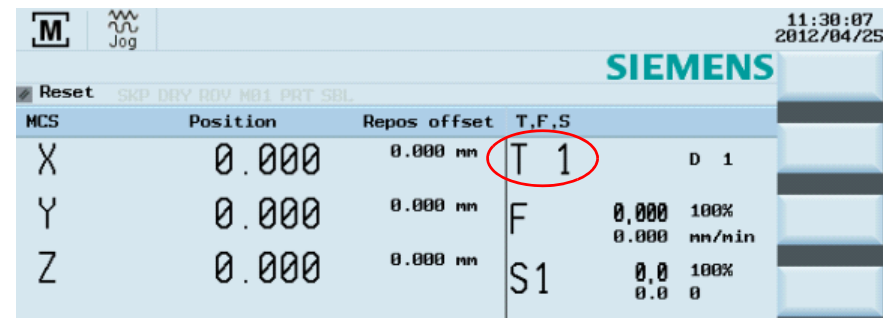 M
Jog
11:30:07
2012/04/25
SIEMENS
Reset SKP DRY RDY M01 PRT SBL
MCS Position Repos offset T,F,S
X 0.000 0.000 mm T 1 D 1
Y 0.000 0.000 mm F 0.000 100%
0.000 mm/min
Z 0.000 0.000 mm S1 0.0 100%
0.0 0